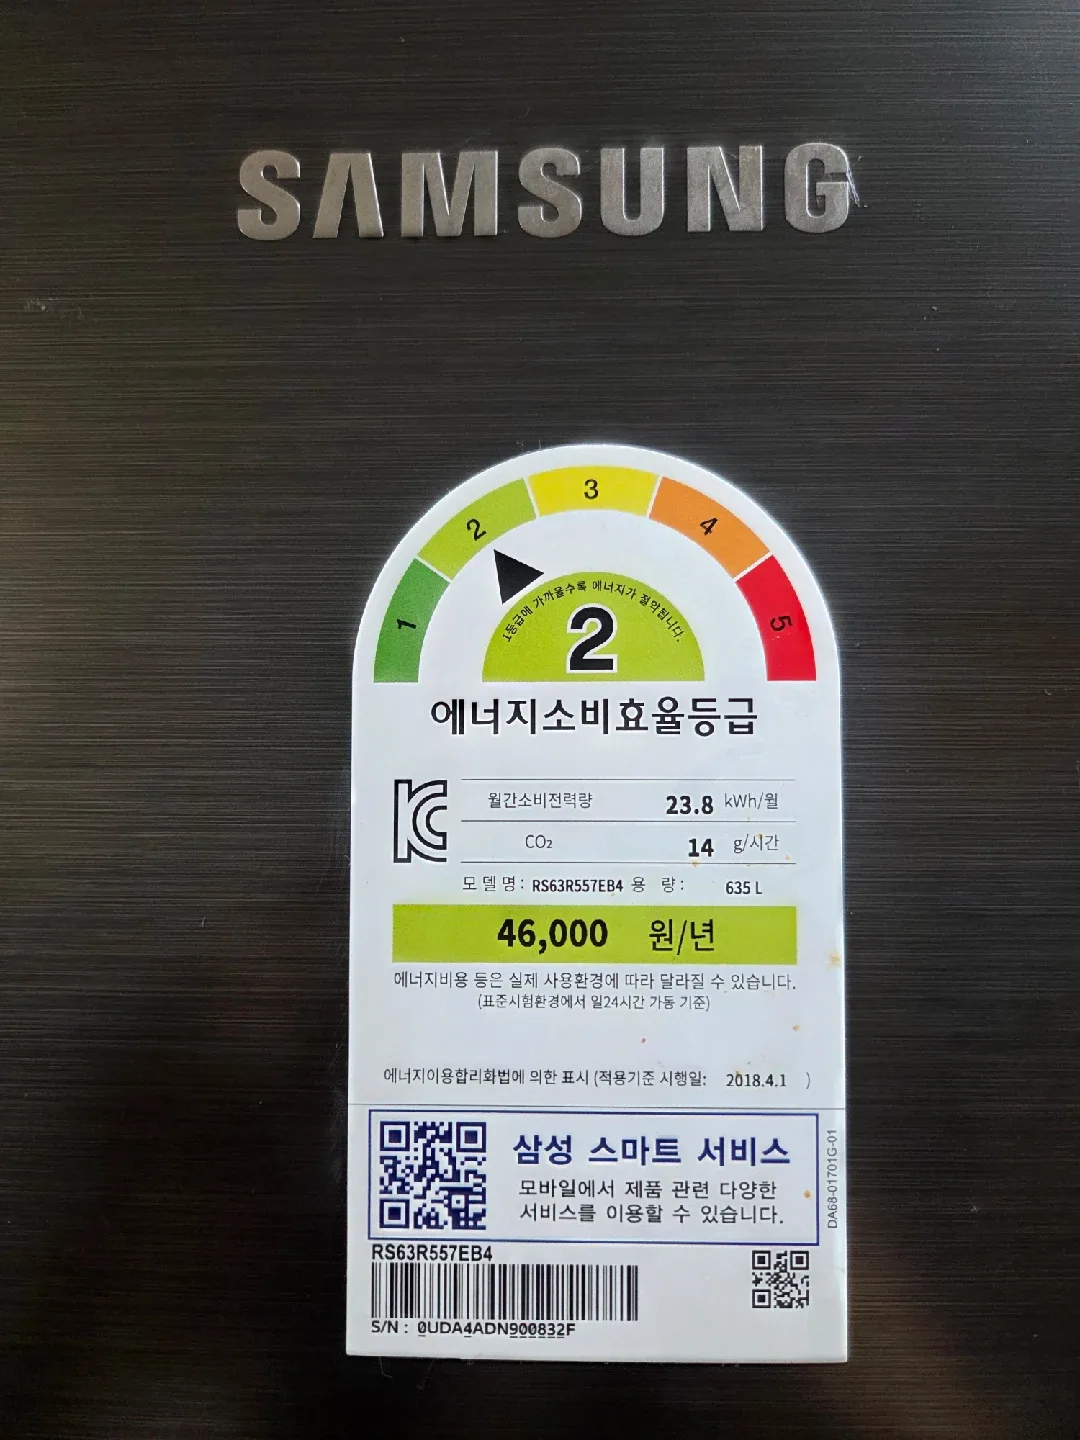 SAMSUNG
1 2 3 4 5
1등급에 가까울수록 에너지가 절약됩니다.
2
에너지소비효율등급
월간소비전력량 23.8 kWh/월
CO₂ 14 g/시간
모델명: RS63R557EB4 용 량: 635 L
46,000 원/년
에너지비용 등은 실제 사용환경에 따라 달라질 수 있습니다.
(표준시험환경에서 일24시간 가동 기준)
에너지이용합리화법에 의한 표시 (적용기준 시행일: 2018.4.1 )
삼성 스마트 서비스
모바일에서 제품 관련 다양한
서비스를 이용할 수 있습니다.
DA68-01701G-01
RS63R557EB4
S/N : 0UDA4ADN900832F